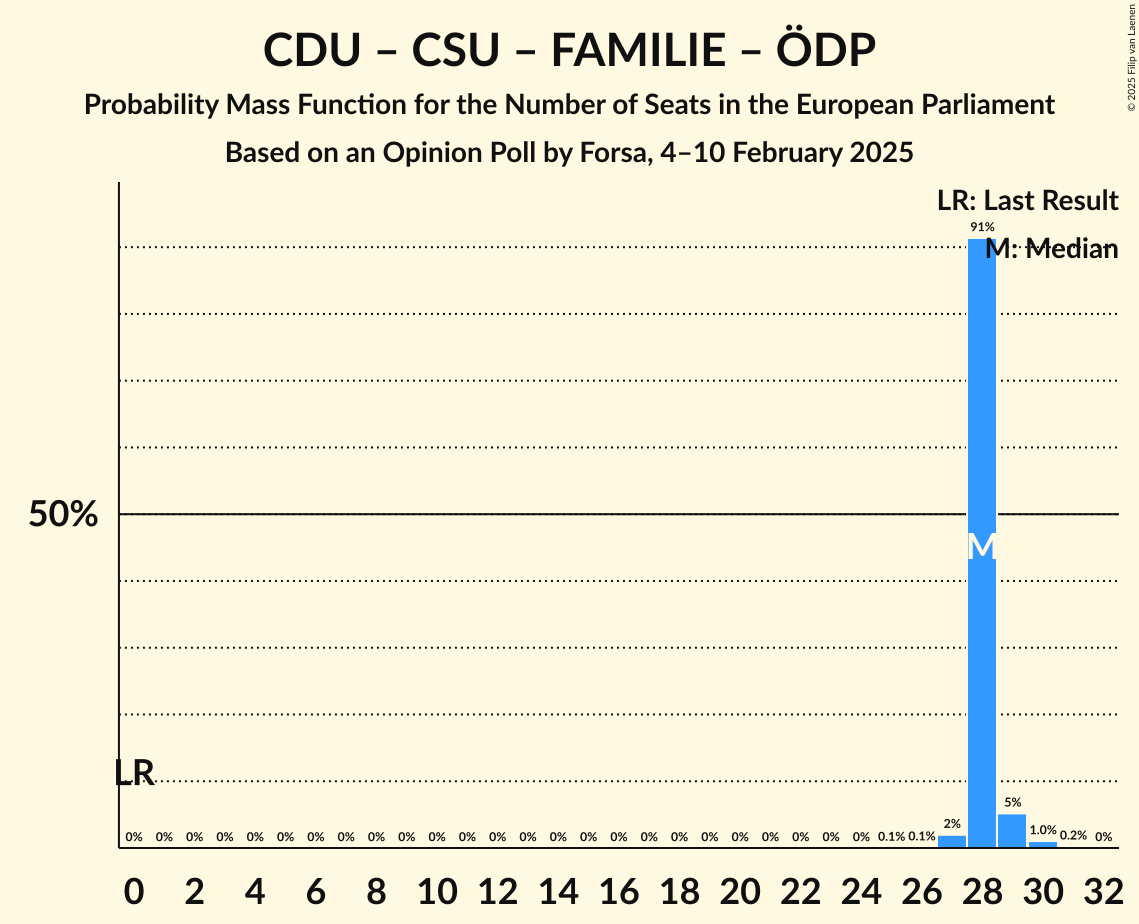 CDU – CSU – FAMILIE – ÖDP
Probability Mass Function for the Number of Seats in the European Parliament
Based on an Opinion Poll by Forsa, 4–10 February 2025
© 2025 Filip van Laenen
LR: Last Result
M: Median
91%
50%
M
LR
0% 0% 0% 0% 0% 0% 0% 0% 0% 0% 0% 0% 0% 0% 0% 0% 0% 0% 0% 0% 0% 0% 0% 0% 0% 0.1% 0.1% 2% 5% 1.0% 0.2% 0%
0 2 4 6 8 10 12 14 16 18 20 22 24 26 28 30 32